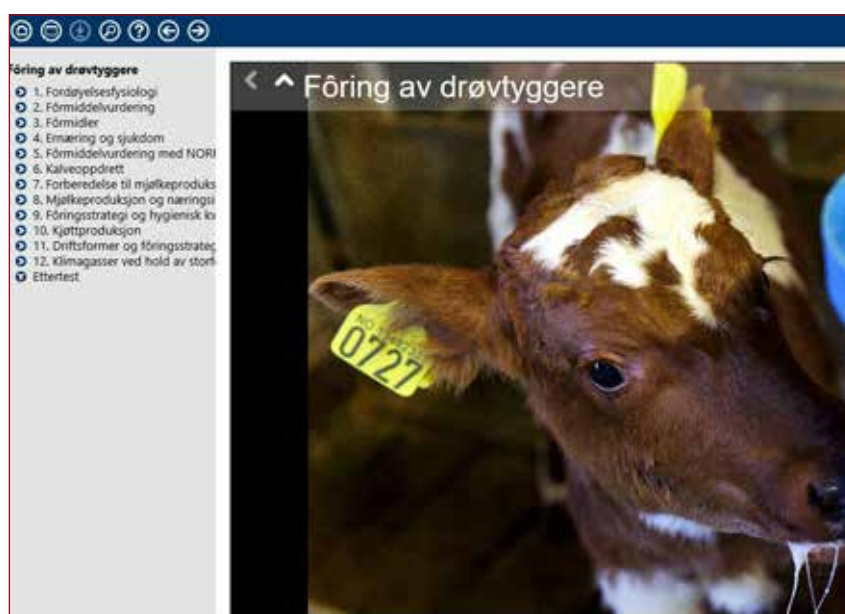 Fôring av drøvtyggere
1. Fordøyelsesfysiologi
2. Fôrmiddelvurdering
3. Fôrmidler
4. Ernæring og sjukdom
5. Fôrmiddelvurdering med NORF
6. Kalveoppdrett
7. Forberedelse til mjølkeproduks
8. Mjølkeproduksjon og næringsi
9. Fôringsstrategi og hygienisk kv
10. Kjøttproduksjon
11. Driftsformer og fôringsstrateg
12. Klimagasser ved hold av storf
Ettertest
Fôring av drøvtyggere
NO
0727